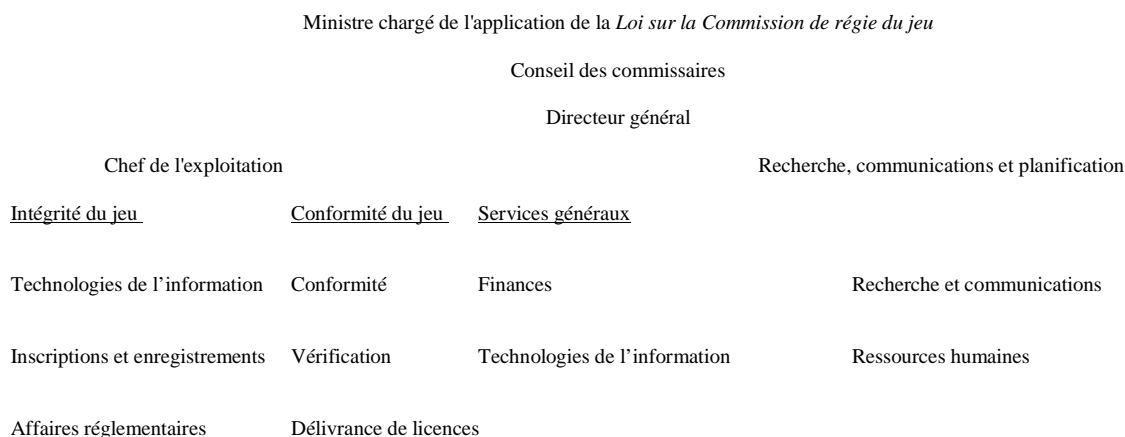 Ministre chargé de l'application de la Loi sur la Commission de régie du jeu
Conseil des commissaires
Directeur général
Chef de l'exploitation Recherche, communications et planification
Intégrité du jeu Conformité du jeu Services généraux
Technologies de l’information Conformité Finances Recherche et communications
Inscriptions et enregistrements Vérification Technologies de l’information Ressources humaines
Affaires réglementaires Délivrance de licences